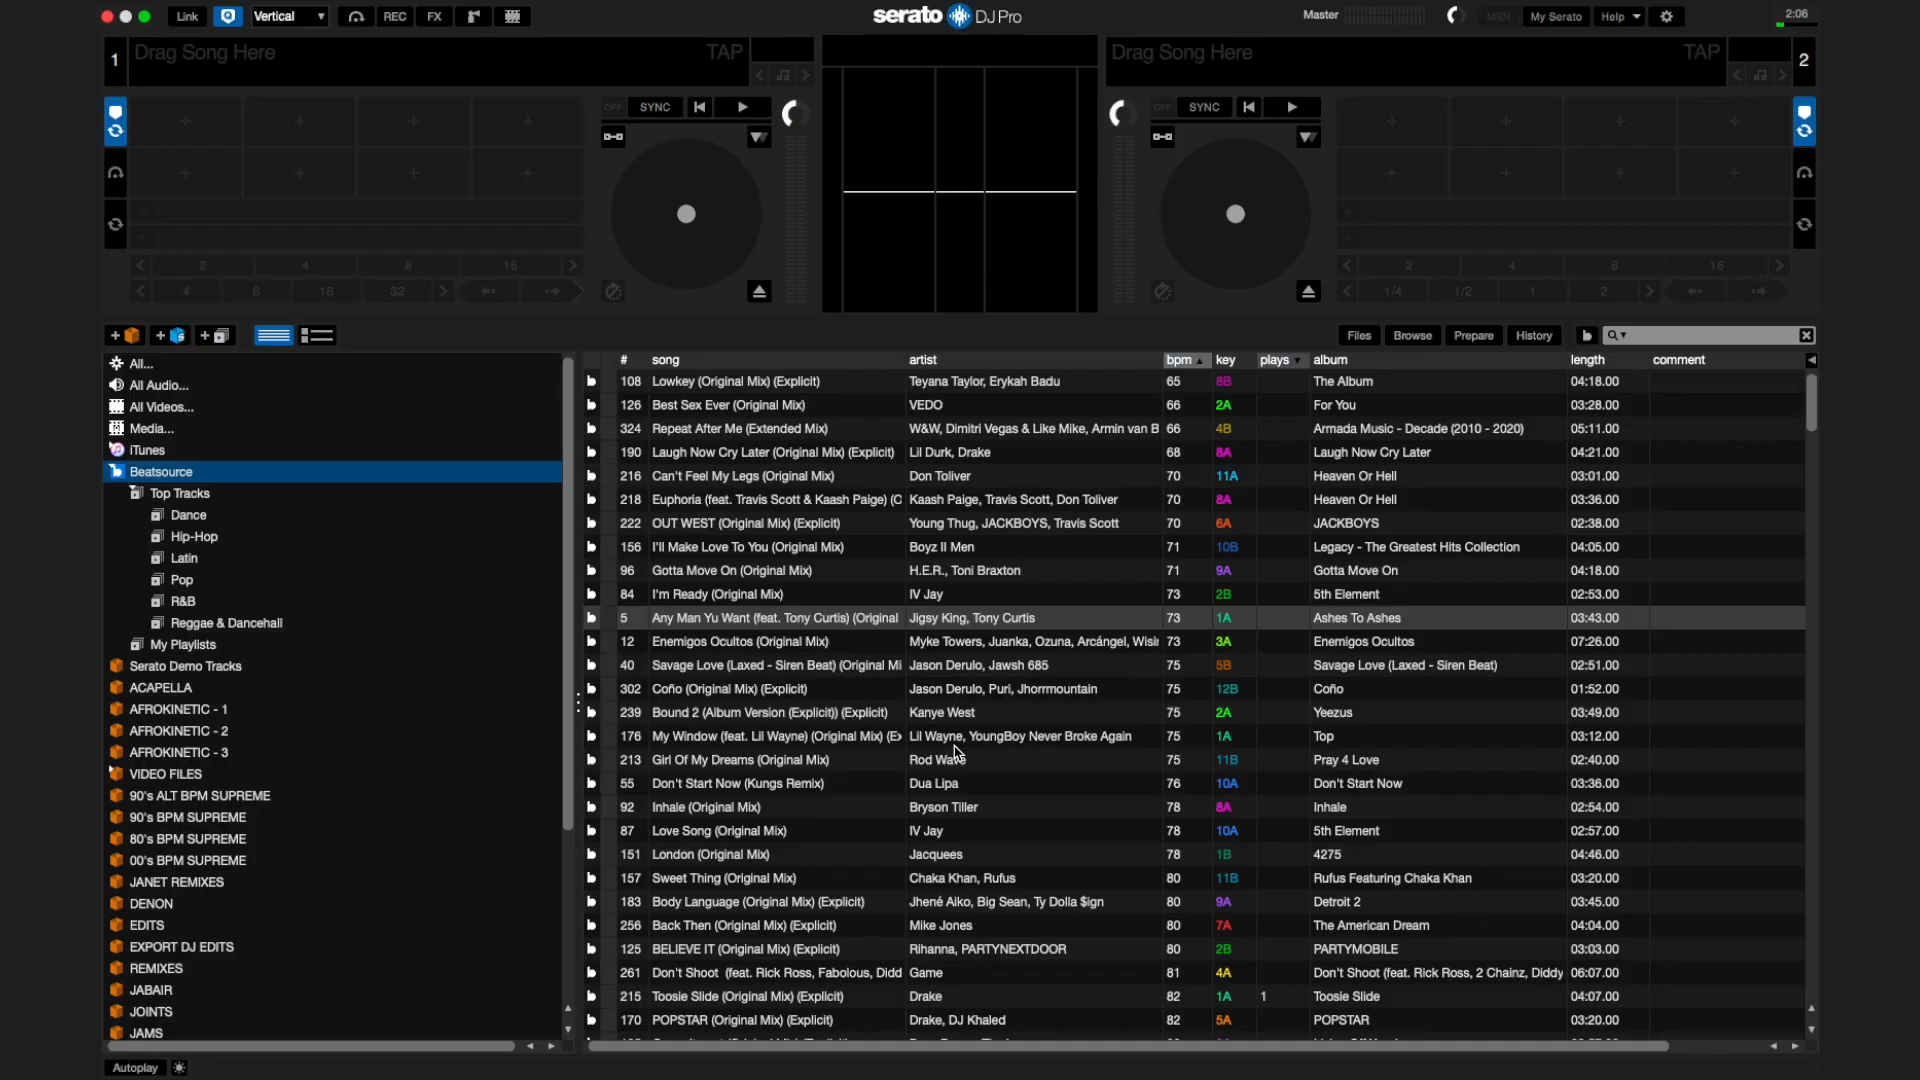 Link Vertical REC FX serato DJ Pro Master MIDI My Serato Help 2:06
1 Drag Song Here TAP Drag Song Here TAP 2
OFF SYNC OFF SYNC
2 4 8 16 2 4 8 16
4 8 16 32 1/4 1/2 1 2
Files Browse Prepare History
All...
All Audio...
All Videos...
Media...
iTunes
Beatsource
Top Tracks
Dance
Hip-Hop
Latin
Pop
R&B
Reggae & Dancehall
My Playlists
Serato Demo Tracks
ACAPELLA
AFROKINETIC - 1
AFROKINETIC - 2
AFROKINETIC - 3
VIDEO FILES
90's ALT BPM SUPREME
90's BPM SUPREME
80's BPM SUPREME
00's BPM SUPREME
JANET REMIXES
DENON
EDITS
EXPORT DJ EDITS
REMIXES
JABAIR
JOINTS
JAMS
# song artist bpm key plays album length comment
108 Lowkey (Original Mix) (Explicit) Teyana Taylor, Erykah Badu 65 8B The Album 04:18.00
126 Best Sex Ever (Original Mix) VEDO 66 2A For You 03:28.00
324 Repeat After Me (Extended Mix) W&W, Dimitri Vegas & Like Mike, Armin van B 66 4B Armada Music - Decade (2010 - 2020) 05:11.00
190 Laugh Now Cry Later (Original Mix) (Explicit) Lil Durk, Drake 68 8A Laugh Now Cry Later 04:21.00
216 Can't Feel My Legs (Original Mix) Don Toliver 70 11A Heaven Or Hell 03:01.00
218 Euphoria (feat. Travis Scott & Kaash Paige) (O Kaash Paige, Travis Scott, Don Toliver 70 8A Heaven Or Hell 03:36.00
222 OUT WEST (Original Mix) (Explicit) Young Thug, JACKBOYS, Travis Scott 70 6A JACKBOYS 02:38.00
156 I'll Make Love To You (Original Mix) Boyz II Men 71 10B Legacy - The Greatest Hits Collection 04:05.00
96 Gotta Move On (Original Mix) H.E.R., Toni Braxton 71 9A Gotta Move On 04:18.00
84 I'm Ready (Original Mix) IV Jay 73 2B 5th Element 02:53.00
5 Any Man Yu Want (feat. Tony Curtis) (Original Jigsy King, Tony Curtis 73 1A Ashes To Ashes 03:43.00
12 Enemigos Ocultos (Original Mix) Myke Towers, Juanka, Ozuna, Arcángel, Wisin 73 3A Enemigos Ocultos 07:26.00
40 Savage Love (Laxed - Siren Beat) (Original Mi Jason Derulo, Jawsh 685 75 5B Savage Love (Laxed - Siren Beat) 02:51.00
302 Coño (Original Mix) (Explicit) Jason Derulo, Puri, Jhorrmountain 75 12B Coño 01:52.00
239 Bound 2 (Album Version (Explicit)) (Explicit) Kanye West 75 2A Yeezus 03:49.00
176 My Window (feat. Lil Wayne) (Original Mix) (Ex Lil Wayne, YoungBoy Never Broke Again 75 1A Top 03:12.00
213 Girl Of My Dreams (Original Mix) Rod Wave 75 11B Pray 4 Love 02:40.00
55 Don't Start Now (Kungs Remix) Dua Lipa 76 10A Don't Start Now 03:36.00
92 Inhale (Original Mix) Bryson Tiller 78 8A Inhale 02:54.00
87 Love Song (Original Mix) IV Jay 78 10A 5th Element 02:57.00
151 London (Original Mix) Jacquees 78 1B 4275 04:46.00
157 Sweet Thing (Original Mix) Chaka Khan, Rufus 80 11B Rufus Featuring Chaka Khan 03:20.00
183 Body Language (Original Mix) (Explicit) Jhené Aiko, Big Sean, Ty Dolla $ign 80 9A Detroit 2 03:45.00
256 Back Then (Original Mix) (Explicit) Mike Jones 80 7A The American Dream 04:04.00
125 BELIEVE IT (Original Mix) (Explicit) Rihanna, PARTYNEXTDOOR 80 2B PARTYMOBILE 03:03.00
261 Don't Shoot (feat. Rick Ross, Fabolous, Didd Game 81 4A Don't Shoot (feat. Rick Ross, 2 Chainz, Diddy 06:07.00
215 Toosie Slide (Original Mix) (Explicit) Drake 82 1A 1 Toosie Slide 04:07.00
170 POPSTAR (Original Mix) (Explicit) Drake, DJ Khaled 82 5A POPSTAR 03:20.00
Autoplay